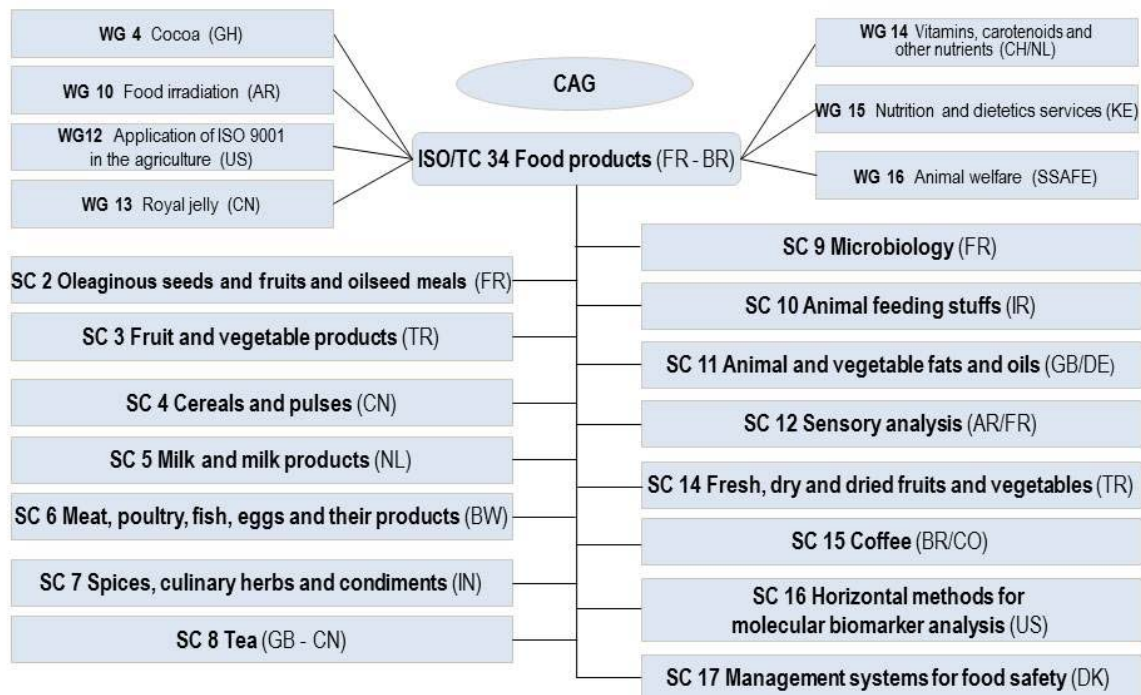 WG 4 Cocoa (GH)
WG 10 Food irradiation (AR)
WG12 Application of ISO 9001
in the agriculture (US)
WG 13 Royal jelly (CN)
CAG
ISO/TC 34 Food products (FR - BR)
WG 14 Vitamins, carotenoids and
other nutrients (CH/NL)
WG 15 Nutrition and dietetics services (KE)
WG 16 Animal welfare (SSAFE)
SC 2 Oleaginous seeds and fruits and oilseed meals (FR)
SC 3 Fruit and vegetable products (TR)
SC 4 Cereals and pulses (CN)
SC 5 Milk and milk products (NL)
SC 6 Meat, poultry, fish, eggs and their products (BW)
SC 7 Spices, culinary herbs and condiments (IN)
SC 8 Tea (GB - CN)
SC 9 Microbiology (FR)
SC 10 Animal feeding stuffs (IR)
SC 11 Animal and vegetable fats and oils (GB/DE)
SC 12 Sensory analysis (AR/FR)
SC 14 Fresh, dry and dried fruits and vegetables (TR)
SC 15 Coffee (BR/CO)
SC 16 Horizontal methods for
molecular biomarker analysis (US)
SC 17 Management systems for food safety (DK)